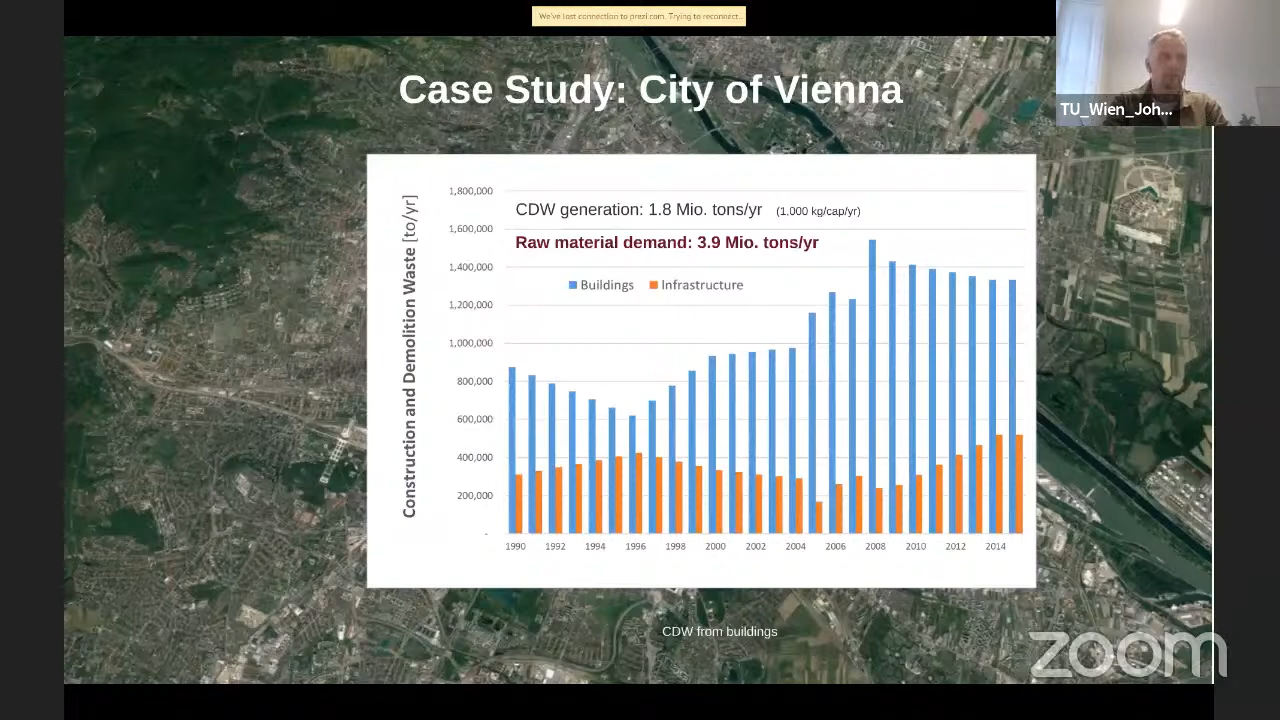 We've lost connection to prezi.com. Trying to reconnect...
Case Study: City of Vienna
TU_Wien_Joh...
Construction and Demolition Waste [to/yr]
1,800,000
1,600,000
1,400,000
1,200,000
1,000,000
800,000
600,000
400,000
200,000
-
CDW generation: 1.8 Mio. tons/yr (1,000 kg/cap/yr)
Raw material demand: 3.9 Mio. tons/yr
Buildings Infrastructure
1990 1992 1994 1996 1998 2000 2002 2004 2006 2008 2010 2012 2014
CDW from buildings
zoom